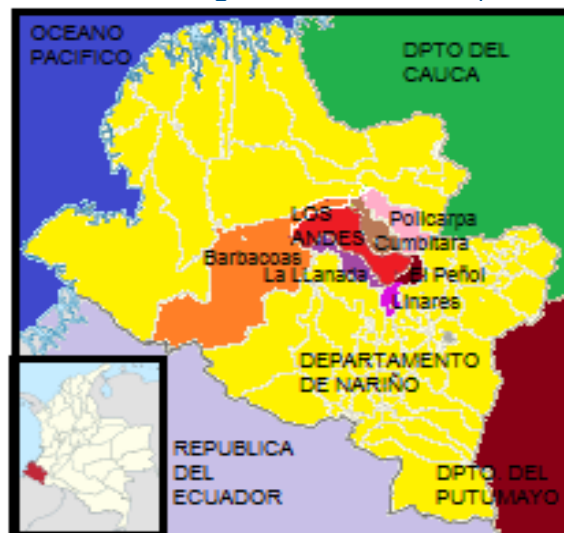 OCEANO
PACIFICO
DPTO DEL
CAUCA
LOS
ANDES
Policarpa
Cumbitara
Barbacoas
La LLanada
El Peñol
Linares
DEPARTAMENTO
DE NARIÑO
REPUBLICA
DEL
ECUADOR
DPTO. DEL
PUTUMAYO